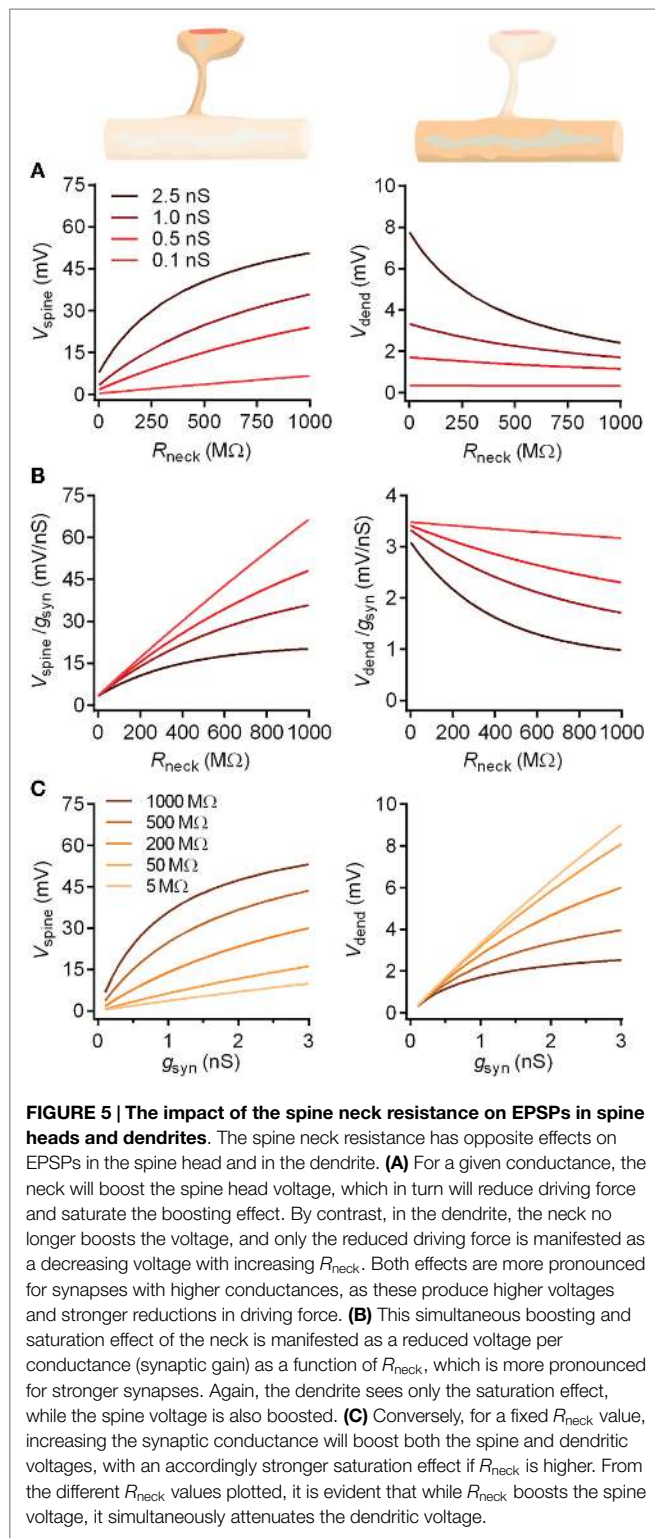 A
75
60
45
30
15
0
V_spine (mV)
2.5 nS
1.0 nS
0.5 nS
0.1 nS
0 250 500 750 1000
R_neck (MΩ)
10
8
6
4
2
0
V_dend (mV)
0 250 500 750 1000
R_neck (MΩ)
B
75
60
45
30
15
0
V_spine /g_syn (mV/nS)
0 200 400 600 800 1000
R_neck (MΩ)
4
3
2
1
0
V_dend /g_syn (mV/nS)
0 200 400 600 800 1000
R_neck (MΩ)
C
75
60
45
30
15
0
V_spine (mV)
1000 MΩ
500 MΩ
200 MΩ
50 MΩ
5 MΩ
0 1 2 3
g_syn (nS)
10
8
6
4
2
0
V_dend (mV)
0 1 2 3
g_syn (nS)
FIGURE 5 | The impact of the spine neck resistance on EPSPs in spine
heads and dendrites. The spine neck resistance has opposite effects on
EPSPs in the spine head and in the dendrite. (A) For a given conductance, the
neck will boost the spine head voltage, which in turn will reduce driving force
and saturate the boosting effect. By contrast, in the dendrite, the neck no
longer boosts the voltage, and only the reduced driving force is manifested as
a decreasing voltage with increasing R_neck. Both effects are more pronounced
for synapses with higher conductances, as these produce higher voltages
and stronger reductions in driving force. (B) This simultaneous boosting and
saturation effect of the neck is manifested as a reduced voltage per
conductance (synaptic gain) as a function of R_neck, which is more pronounced
for stronger synapses. Again, the dendrite sees only the saturation effect,
while the spine voltage is also boosted. (C) Conversely, for a fixed R_neck value,
increasing the synaptic conductance will boost both the spine and dendritic
voltages, with an accordingly stronger saturation effect if R_neck is higher. From
the different R_neck values plotted, it is evident that while R_neck boosts the spine
voltage, it simultaneously attenuates the dendritic voltage.